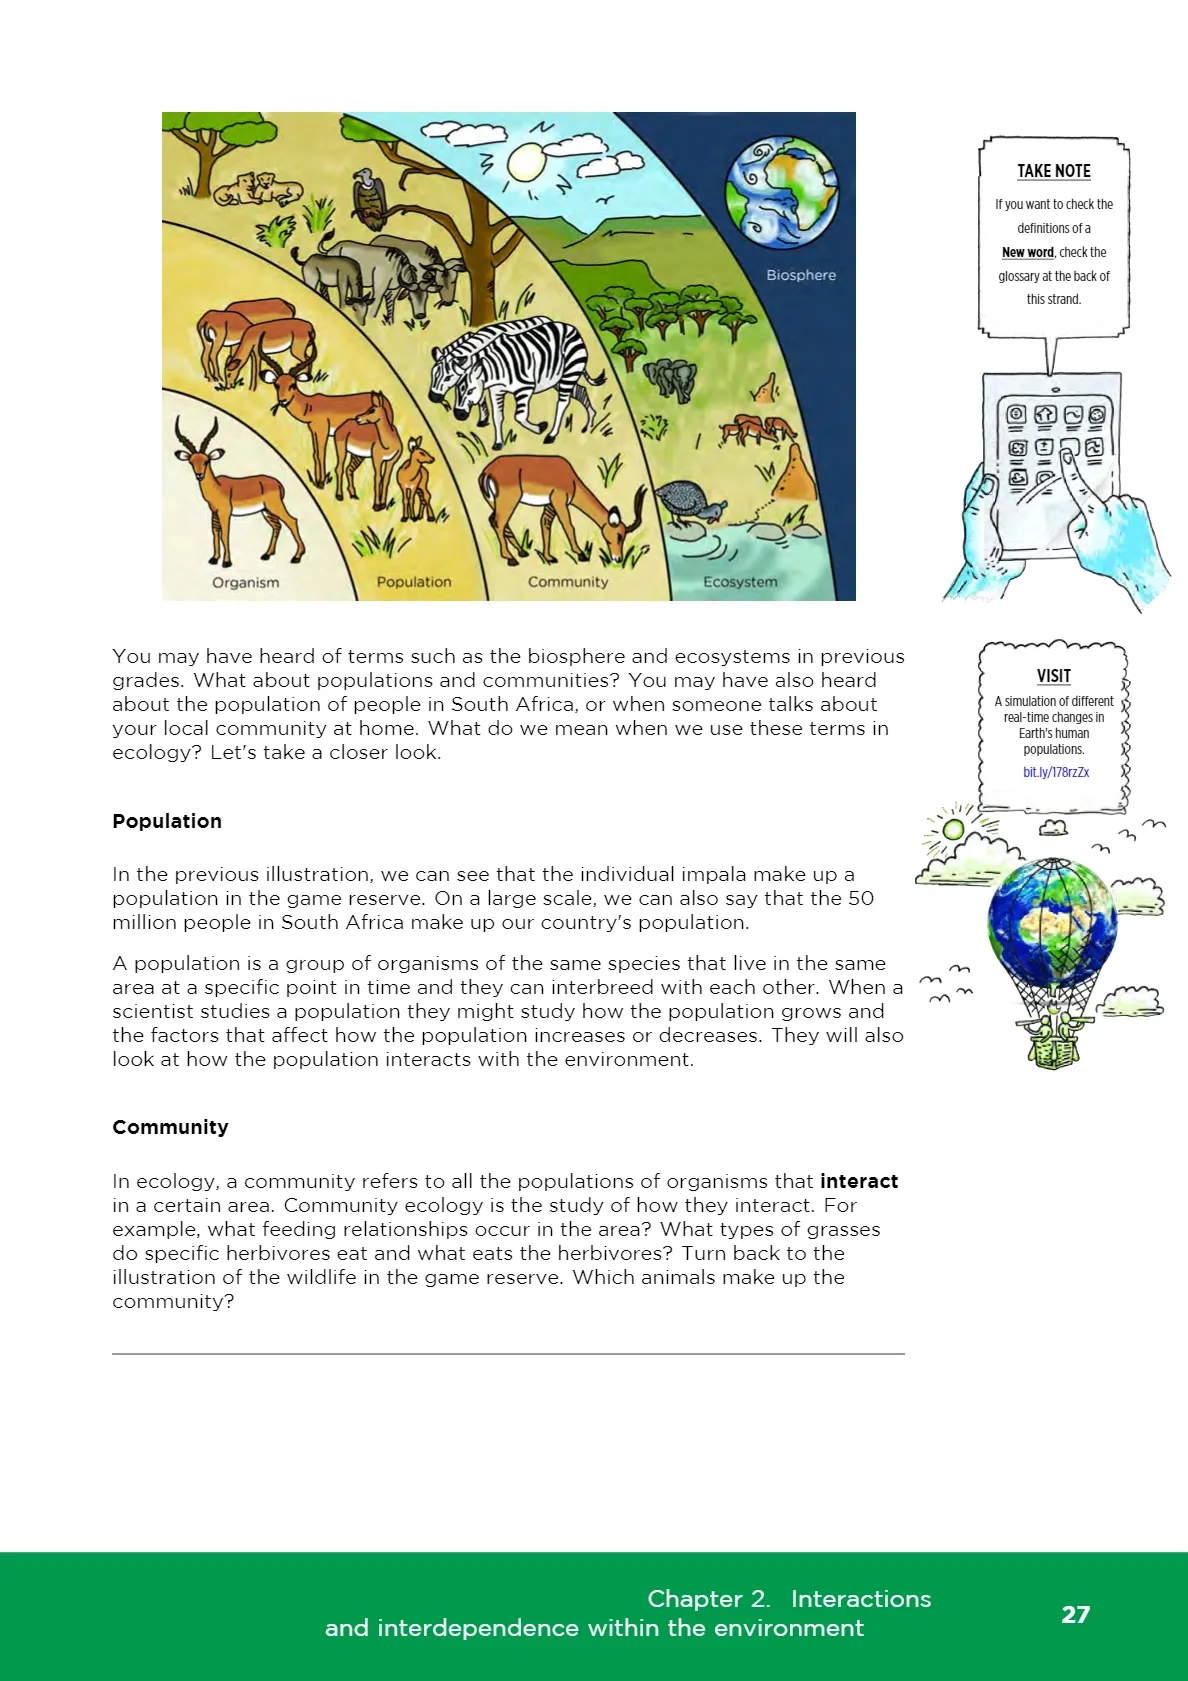 Biosphere
Organism
Population
Community
Ecosystem
TAKE NOTE
If you want to check the
definitions of a
New word, check the
glossary at the back of
this strand.
You may have heard of terms such as the biosphere and ecosystems in previous
grades. What about populations and communities? You may have also heard
about the population of people in South Africa, or when someone talks about
your local community at home. What do we mean when we use these terms in
ecology? Let's take a closer look.
VISIT
A simulation of different
real-time changes in
Earth's human
populations.
bit.ly/178rzZx
Population
In the previous illustration, we can see that the individual impala make up a
population in the game reserve. On a large scale, we can also say that the 50
million people in South Africa make up our country's population.
A population is a group of organisms of the same species that live in the same
area at a specific point in time and they can interbreed with each other. When a
scientist studies a population they might study how the population grows and
the factors that affect how the population increases or decreases. They will also
look at how the population interacts with the environment.
Community
In ecology, a community refers to all the populations of organisms that interact
in a certain area. Community ecology is the study of how they interact. For
example, what feeding relationships occur in the area? What types of grasses
do specific herbivores eat and what eats the herbivores? Turn back to the
illustration of the wildlife in the game reserve. Which animals make up the
community?
Chapter 2. Interactions
and interdependence within the environment
27